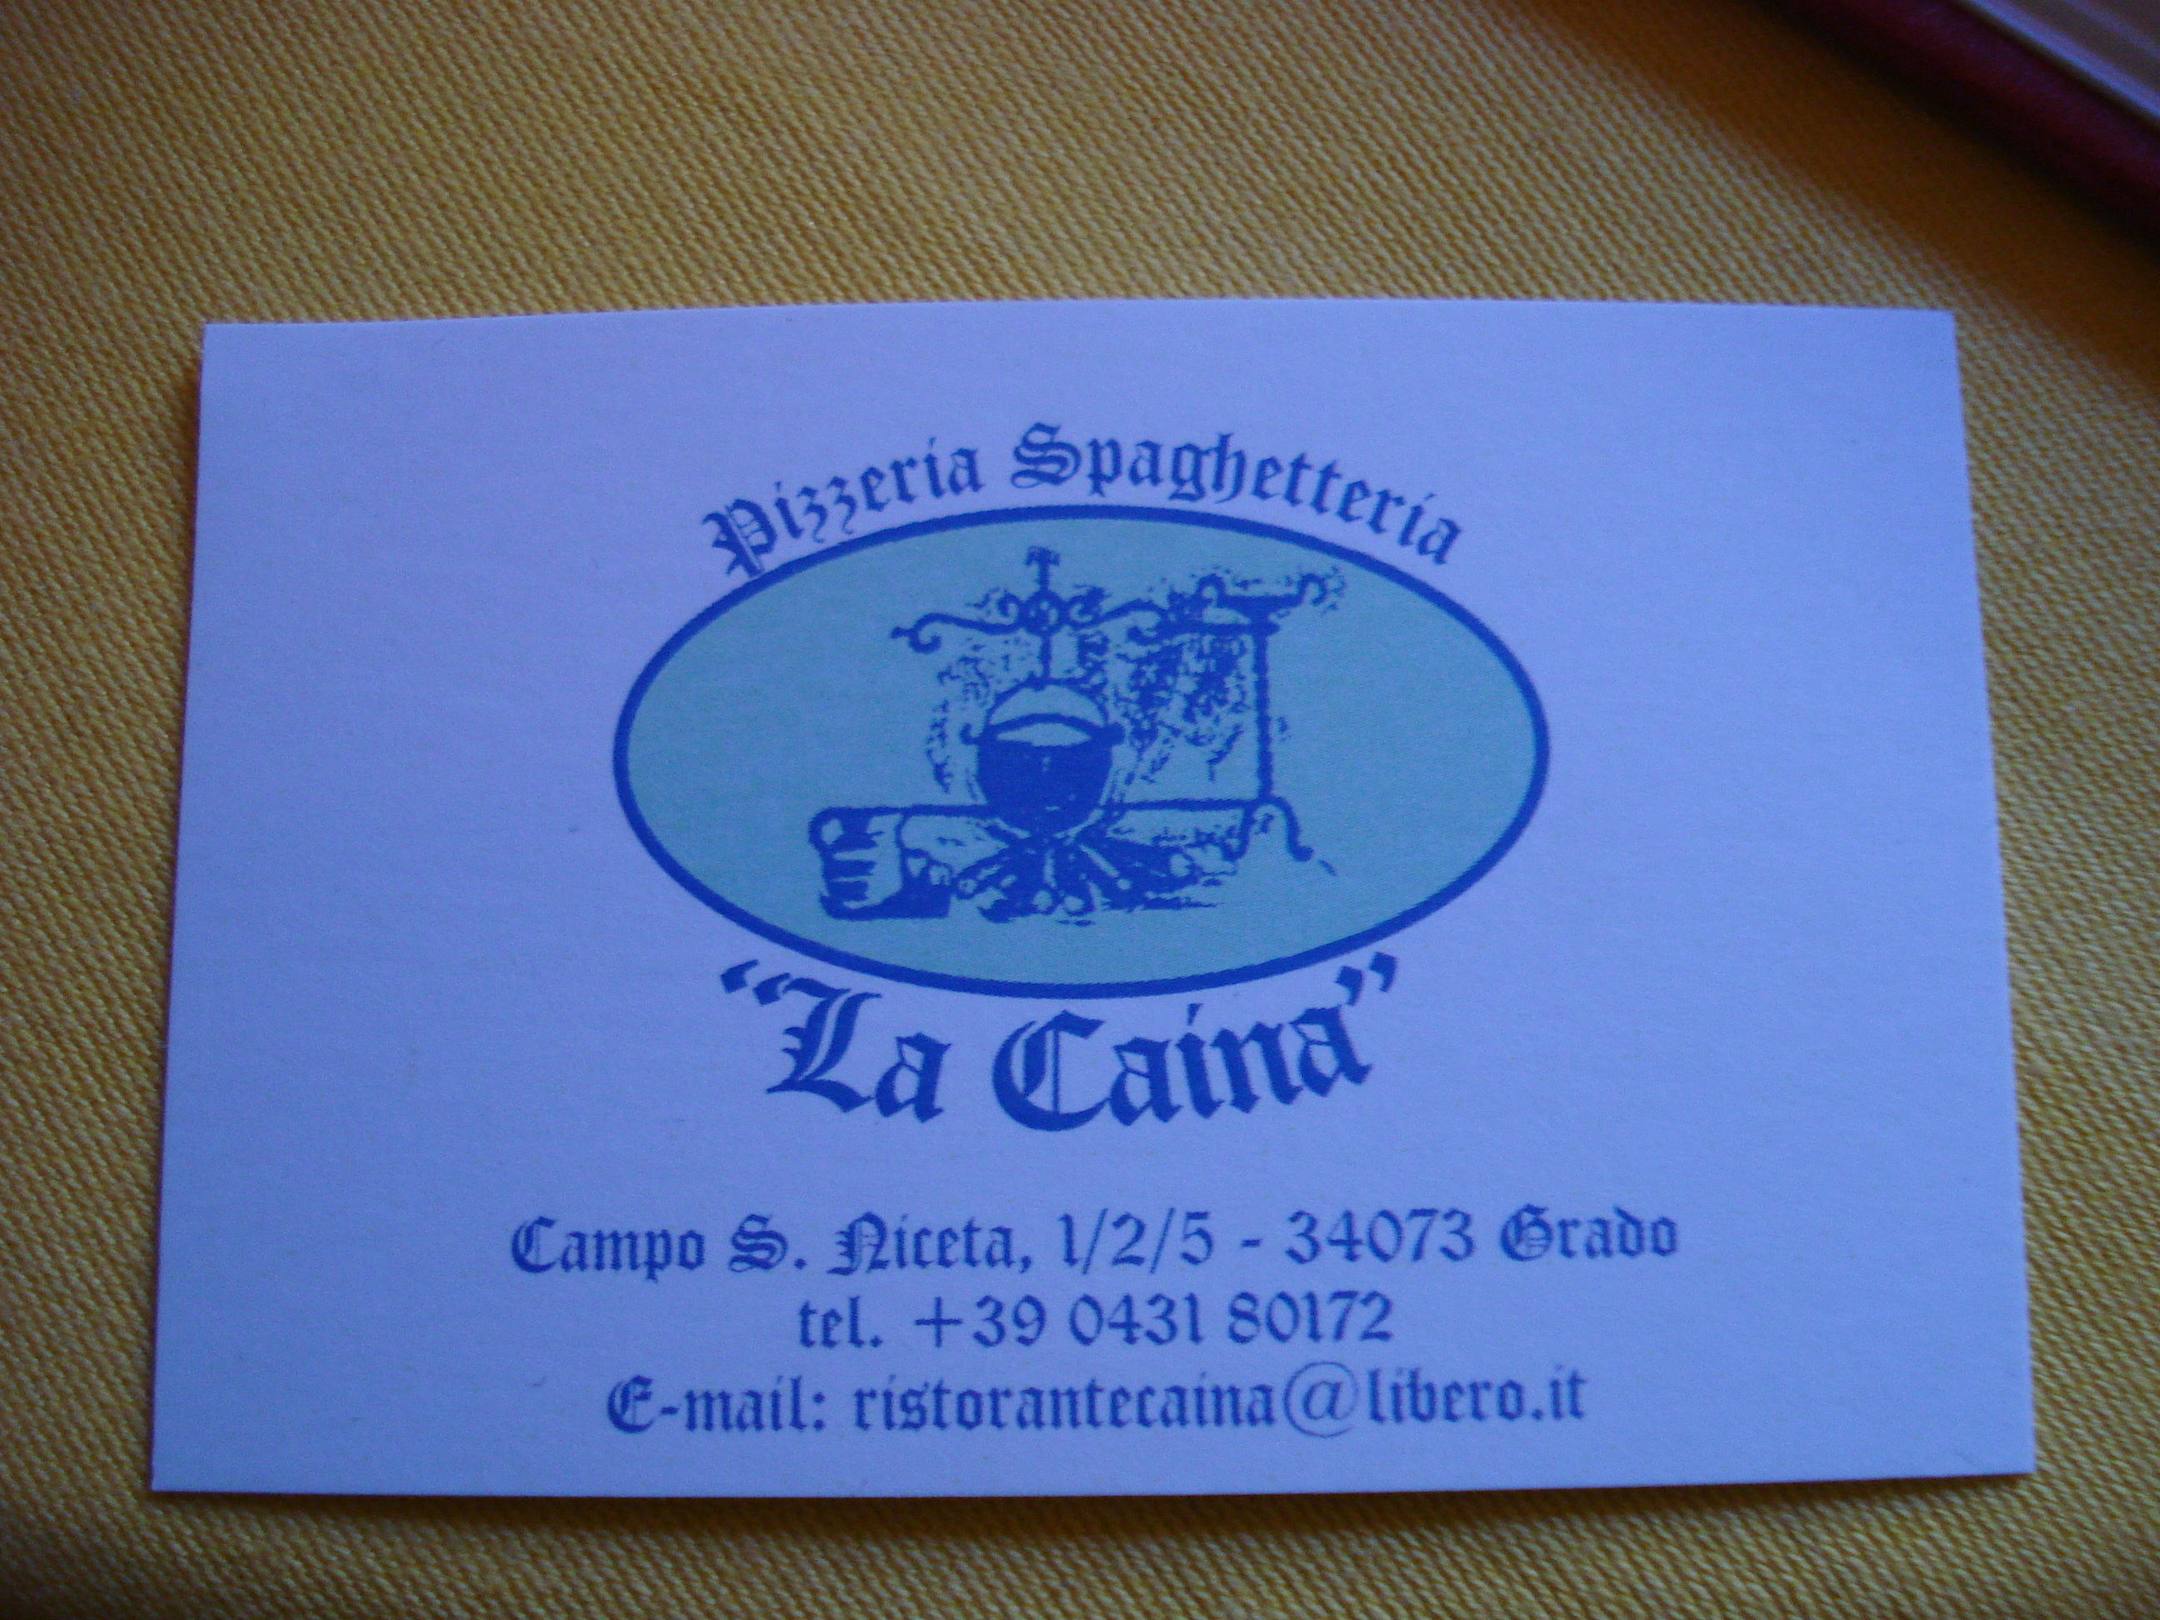 Pizzeria Spaghetteria
“La Caina”
Campo S. Niceta, 1/2/5 - 34073 Grado
tel. +39 0431 80172
E-mail: ristorantecaina@libero.it